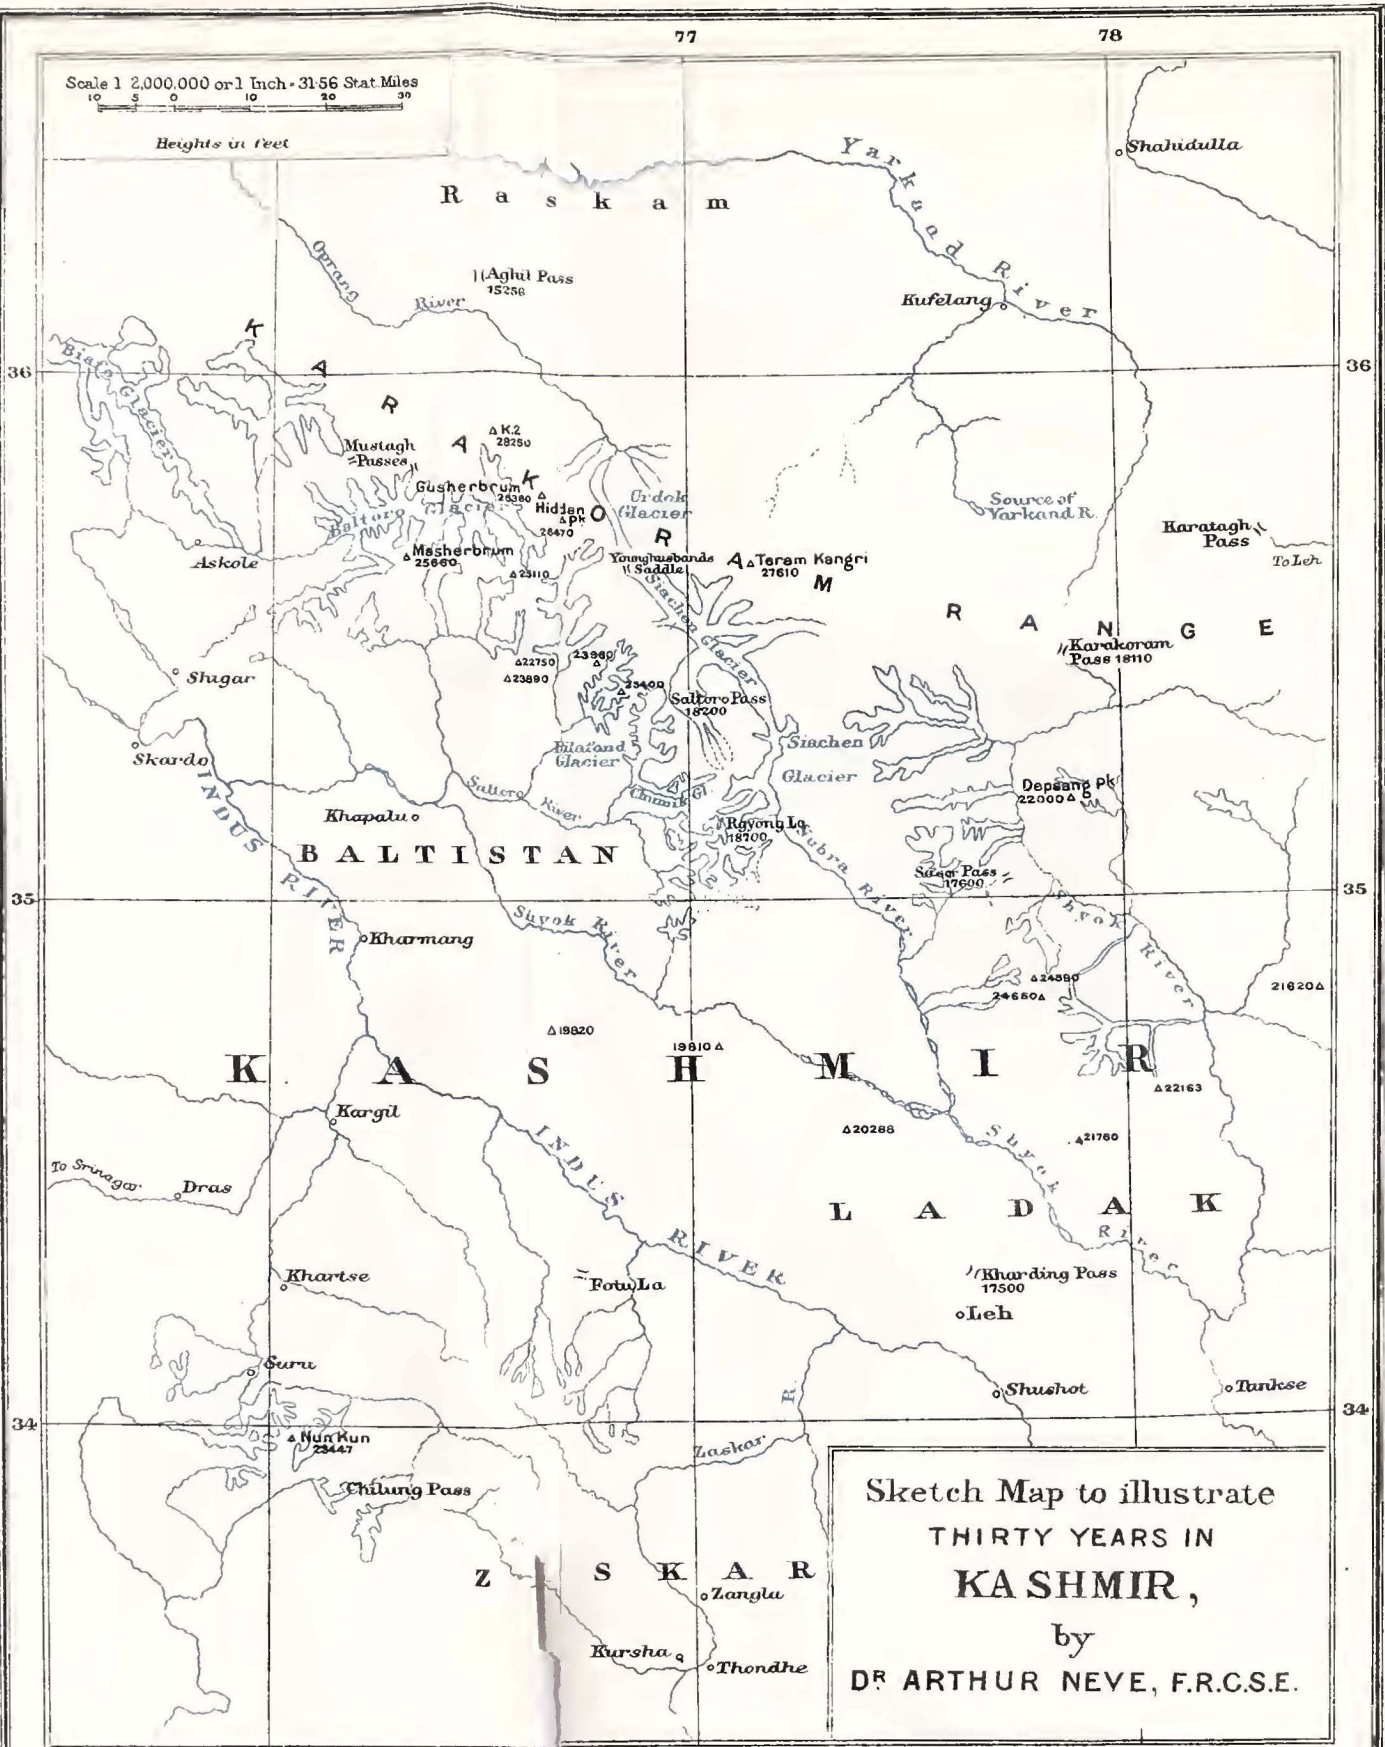 77
78
Scale 1 2,000,000 or 1 Inch = 31·56 Stat. Miles
10 5 0 10 20 30
Heights in feet
Shahidulla
Yarkand River
Raskam
Oprang River
Aghil Pass
15256
Kufelang
36
36
Biafo Glacier
KARAKORAM RANGE
K.2
28250
Mustagh
Passes
Gusherbrum
26360
Hidden
Pk
26470
Baltoro Glacier
Urdok
Glacier
Source of
Yarkand R.
Karatagh
Pass
To Leh
Askole
Masherbrum
25660
25110
Younghusbands
Saddle
Teram Kangri
27610
Siachen Glacier
Karakoram
Pass 18110
22750
23960
23890
25400
Shigar
Saltoro Pass
18200
Skardo
Bilafond
Glacier
Siachen
Glacier
Depsang Pk
22000
INDUS RIVER
Saltoro River
Chumik Gl.
Khapalu
Rgyong La
18700
Nubra River
BALTISTAN
Saser Pass
17600
35
35
Shyok River
Shyok River
Kharmang
24590
24650
21620
19820
19810
KASHMIR
22163
Kargil
20288
21760
INDUS RIVER
Shyok River
To Srinagar
Dras
LADAK
Khartse
Fotu La
Kharding Pass
17500
Leh
Suru
Shushot
Tankse
34
34
Nun Kun
23447
Zaskar R.
Chilung Pass
Z SKAR
Zangla
Kursha
Thondhe
Sketch Map to illustrate
THIRTY YEARS IN
KASHMIR,
by
DR ARTHUR NEVE, F.R.C.S.E.